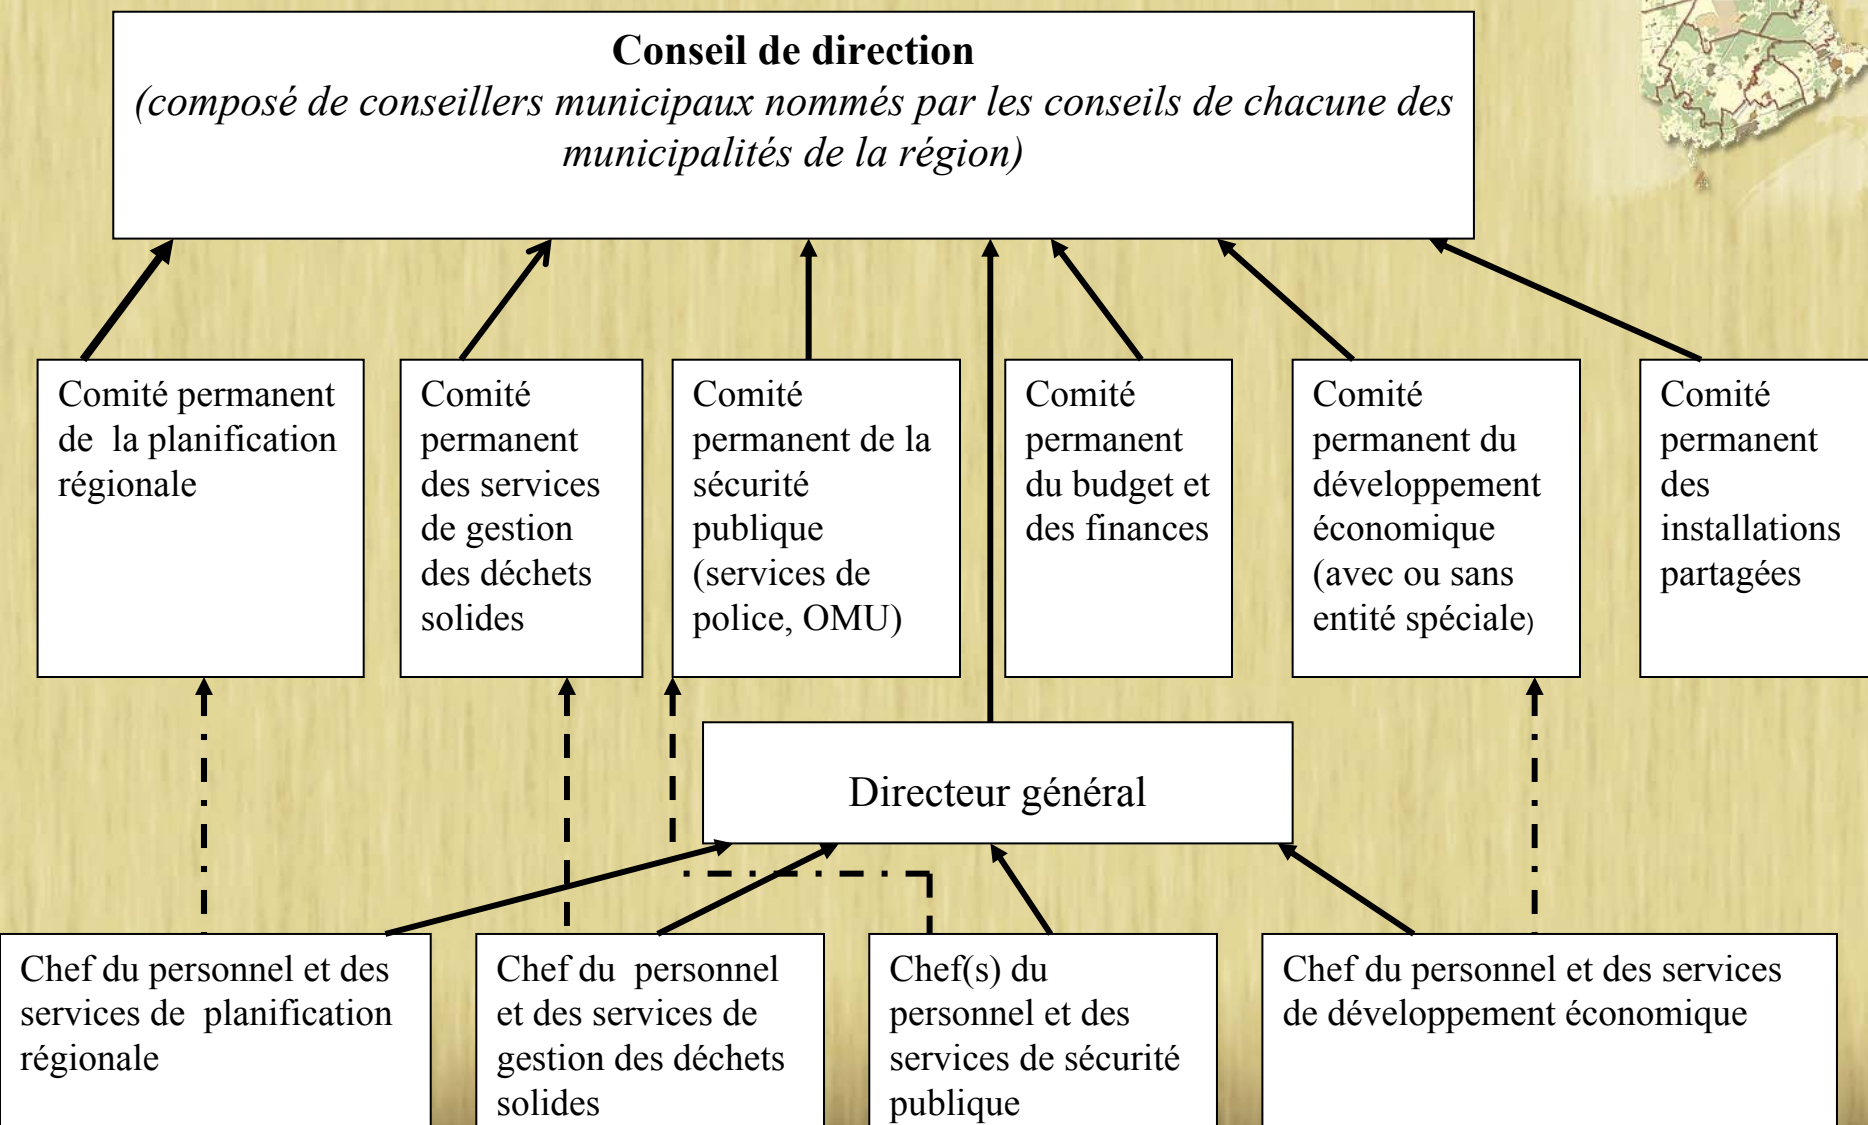 Conseil de direction
(composé de conseillers municipaux nommés par les conseils de chacune des
municipalités de la région)
Comité permanent
de la planification
régionale
Comité
permanent
des services
de gestion
des déchets
solides
Comité
permanent de la
sécurité
publique
(services de
police, OMU)
Comité
permanent
du budget et
des finances
Comité
permanent du
développement
économique
(avec ou sans
entité spéciale)
Comité
permanent
des
installations
partagées
Directeur général
Chef du personnel et des
services de planification
régionale
Chef du personnel
et des services de
gestion des déchets
solides
Chef(s) du
personnel et des
services de sécurité
publique
Chef du personnel et des services
de développement économique